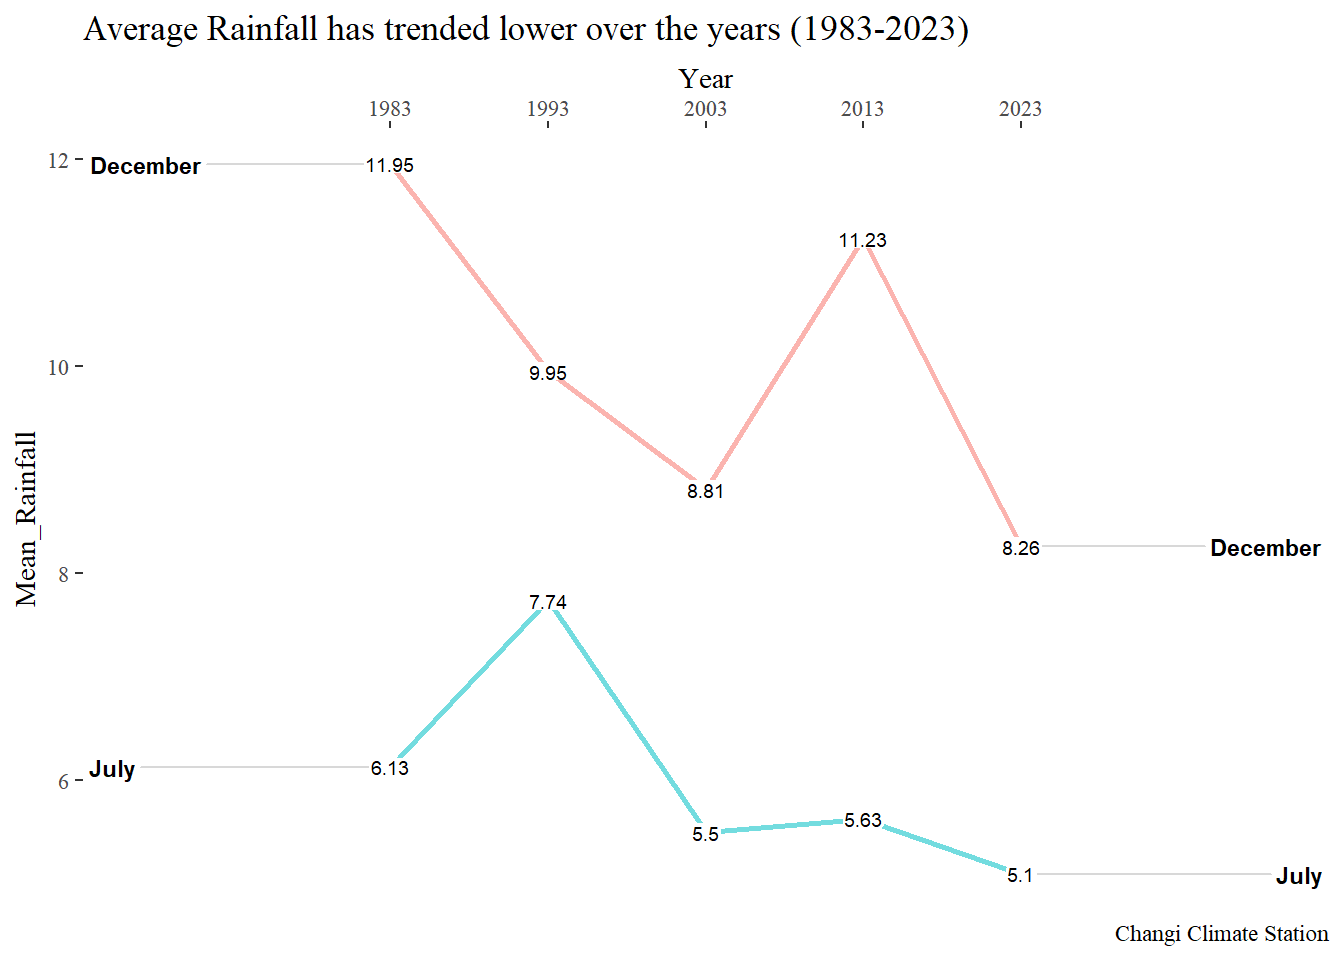 Average Rainfall has trended lower over the years (1983-2023)
Year
1983 1993 2003 2013 2023
12
December 11.95
11.23
10
9.95
Mean_Rainfall
8.81
8.26 December
8
7.74
July 6.13
6
5.5 5.63
5.1 July
Changi Climate Station